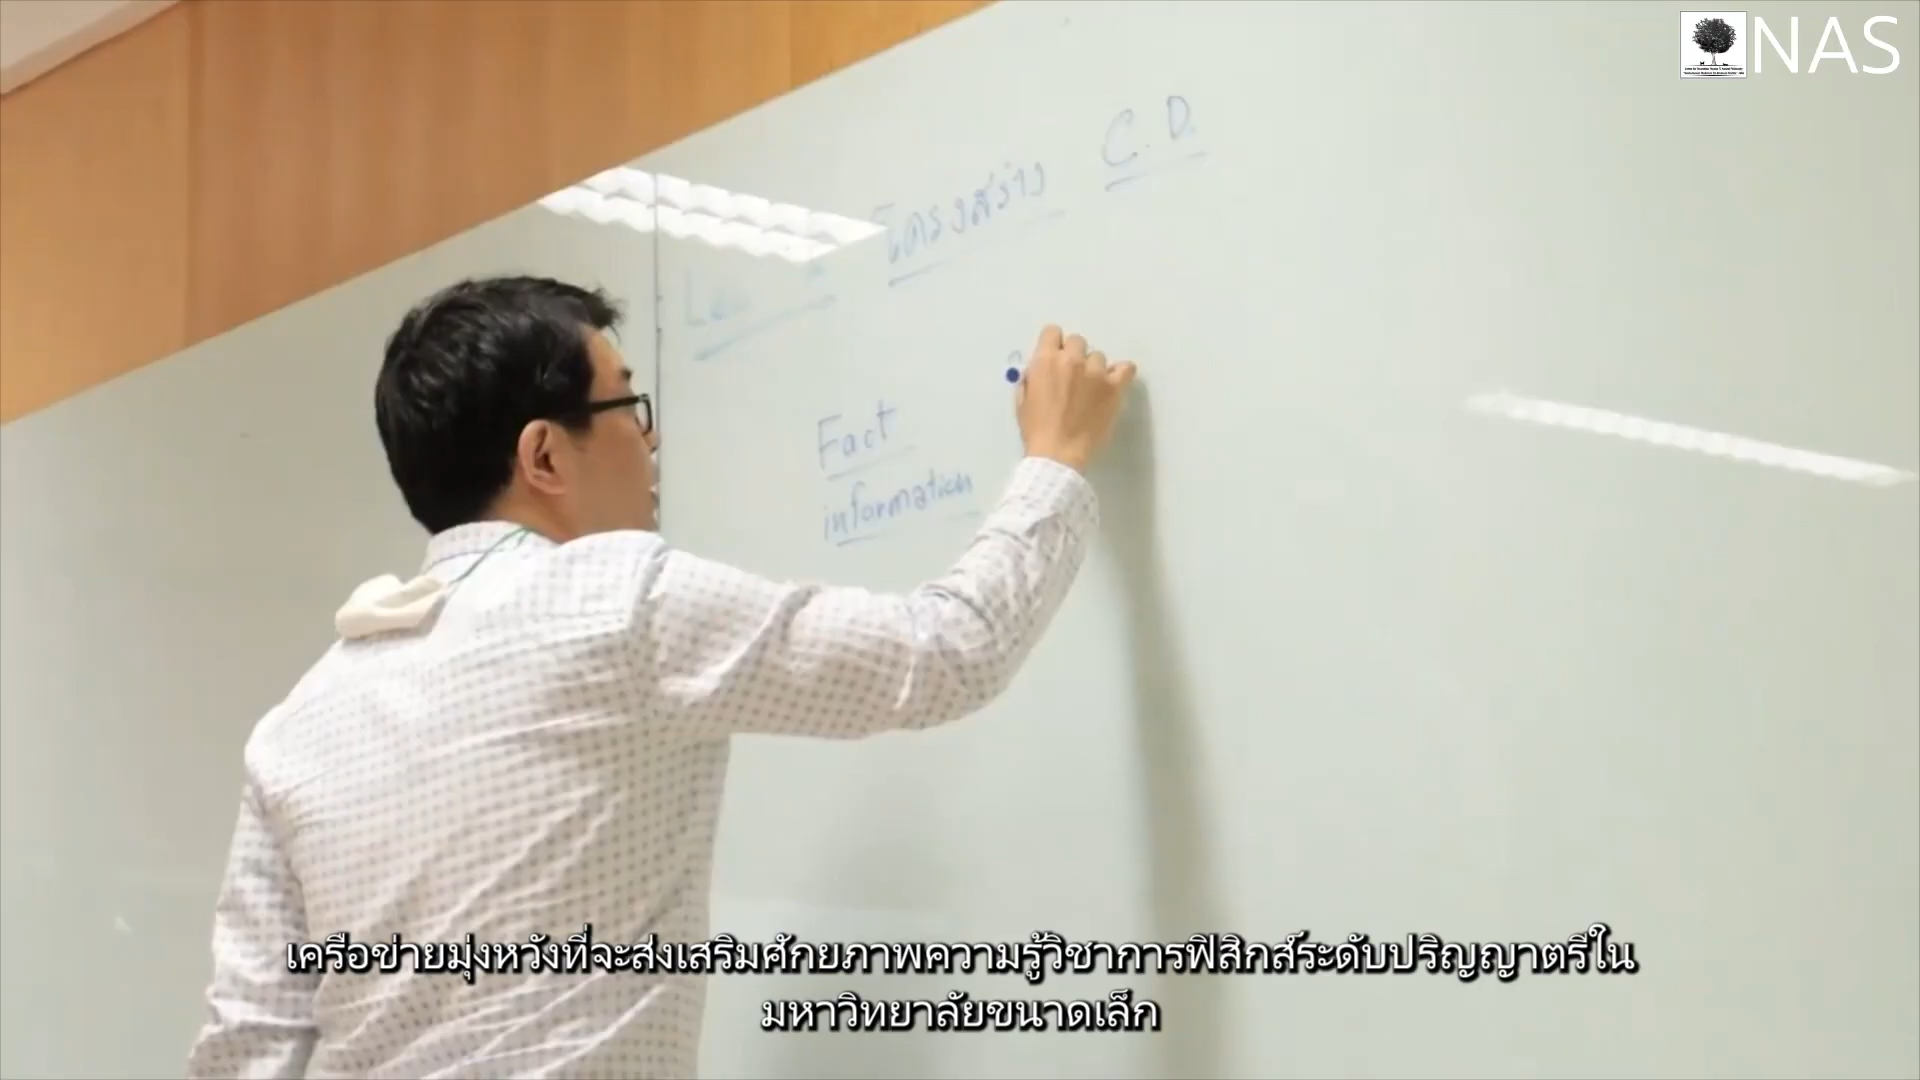 NAS
C.D.
โครงสร้าง
Fact
information
เครือข่ายมุ่งหวังที่จะส่งเสริมศักยภาพความรู้วิชาการฟิสิกส์ระดับปริญญาตรีใน
มหาวิทยาลัยขนาดเล็ก